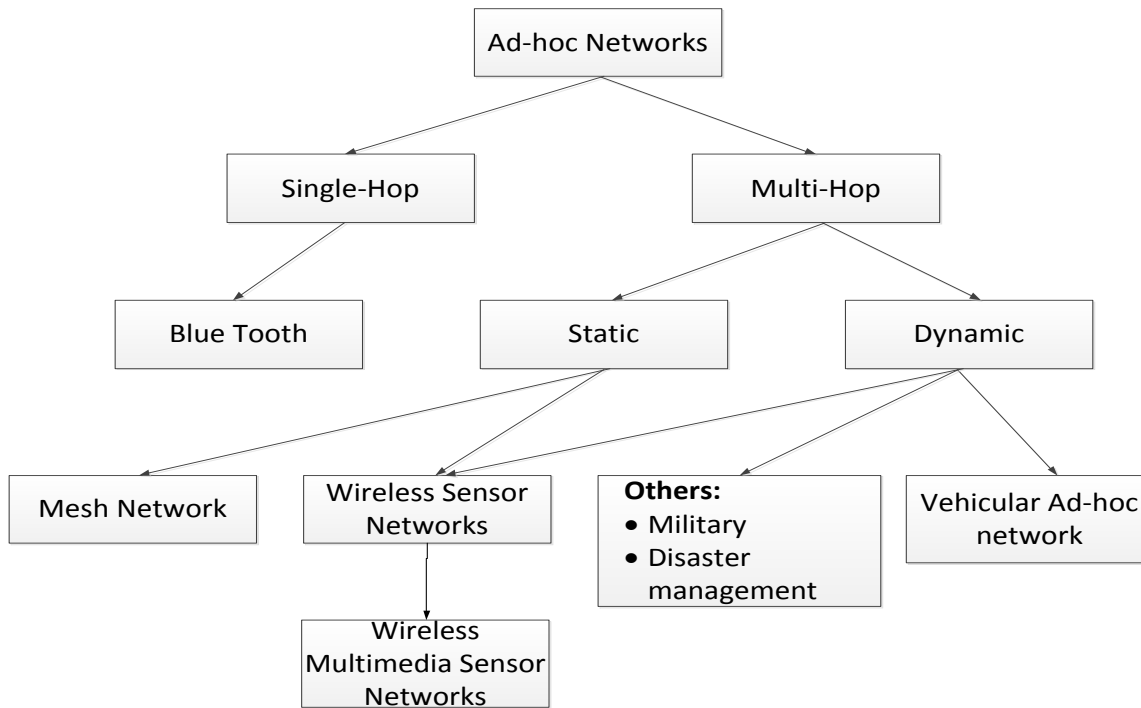 Ad-hoc Networks
Single-Hop
Multi-Hop
Blue Tooth
Static
Dynamic
Mesh Network
Wireless Sensor
Networks
Others:
• Military
• Disaster
management
Vehicular Ad-hoc
network
Wireless
Multimedia Sensor
Networks